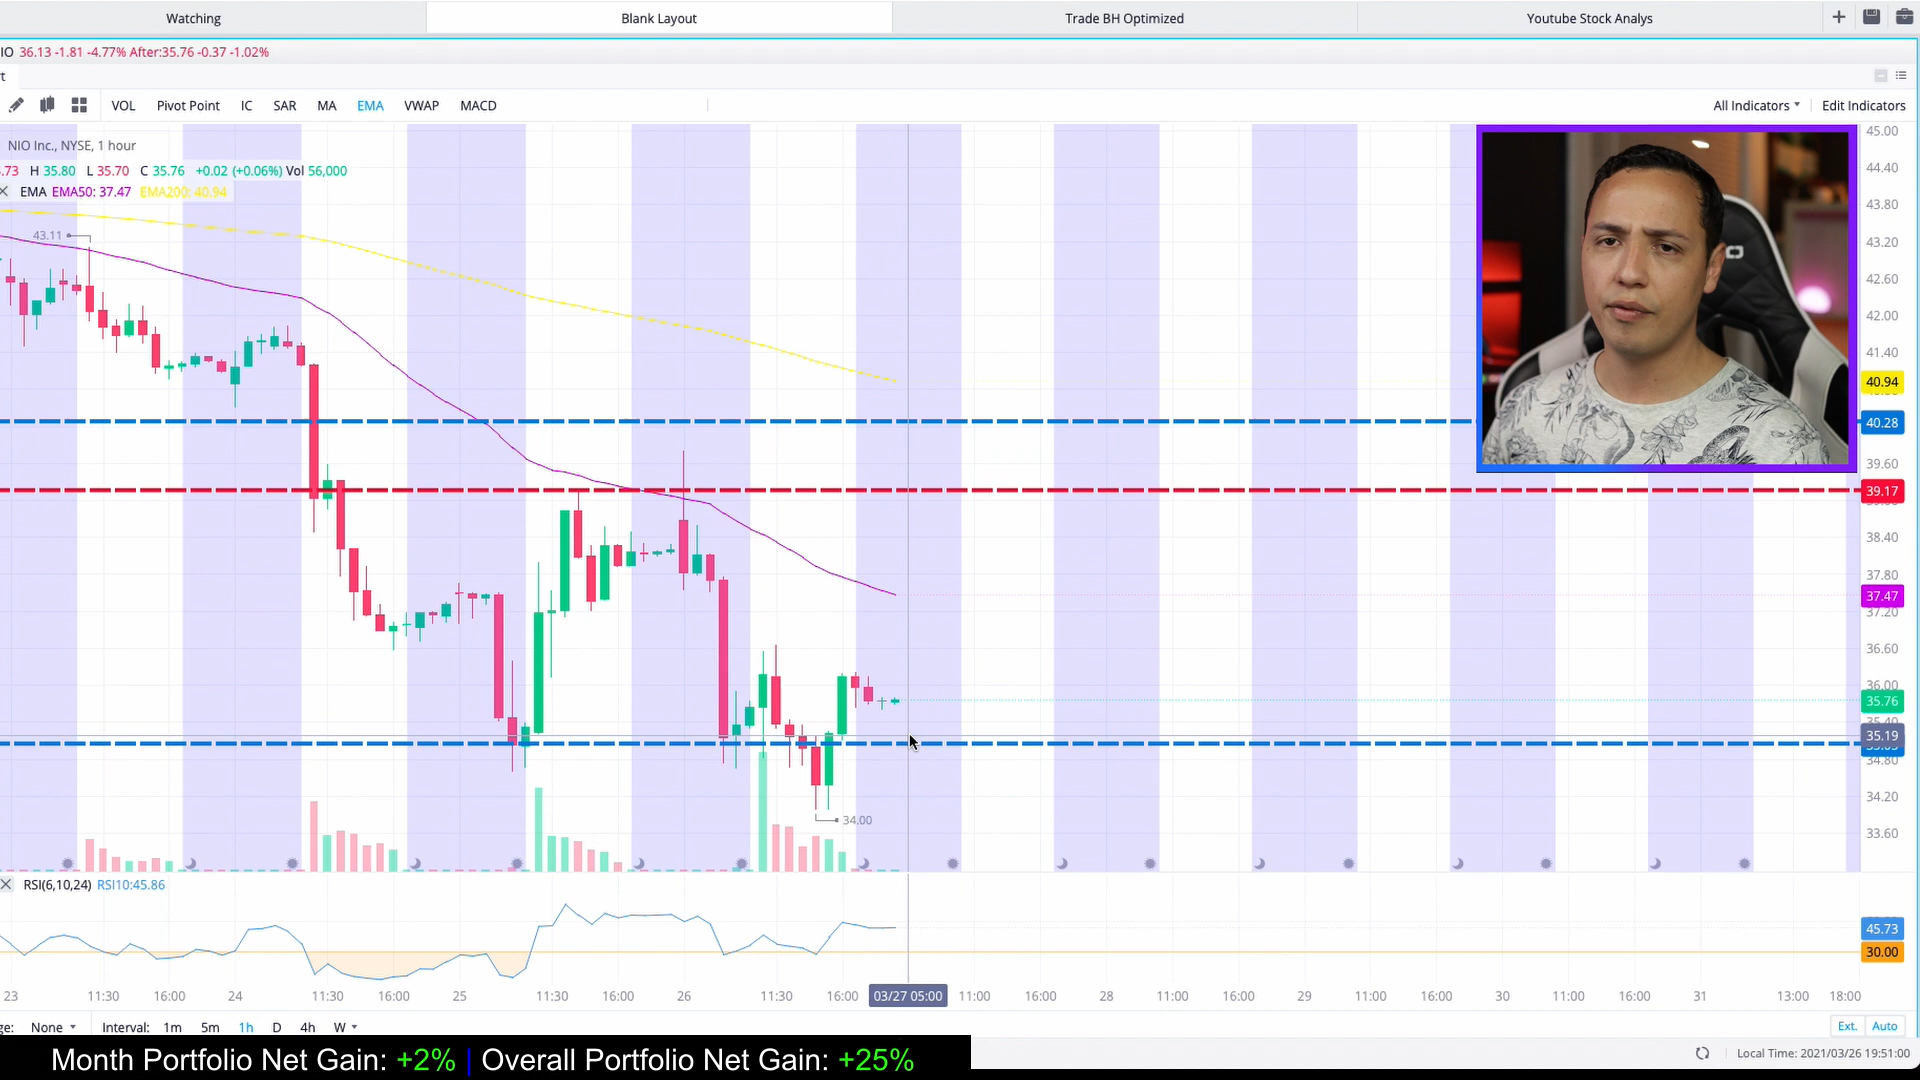 Watching Blank Layout Trade BH Optimized Youtube Stock Analys
IO 36.13 -1.81 -4.77% After:35.76 -0.37 -1.02%
t
VOL Pivot Point IC SAR MA EMA VWAP MACD All Indicators Edit Indicators
NIO Inc., NYSE, 1 hour
.73 H 35.80 L 35.70 C 35.76 +0.02 (+0.06%) Vol 56,000
EMA EMA50: 37.47 EMA200: 40.94
43.11
34.00
45.00
44.40
43.80
43.20
42.60
42.00
41.40
40.94
40.28
39.60
39.17
38.40
37.80
37.47
37.20
36.60
36.00
35.76
35.40
35.19
34.80
34.20
33.60
RSI(6,10,24) RSI10:45.86
45.73
30.00
23 11:30 16:00 24 11:30 16:00 25 11:30 16:00 26 11:30 16:00 03/27 05:00 11:00 16:00 28 11:00 16:00 29 11:00 16:00 30 11:00 16:00 31 13:00 18:00
ge: None Interval: 1m 5m 1h D 4h W Ext. Auto
Month Portfolio Net Gain: +2% | Overall Portfolio Net Gain: +25%
Local Time: 2021/03/26 19:51:00